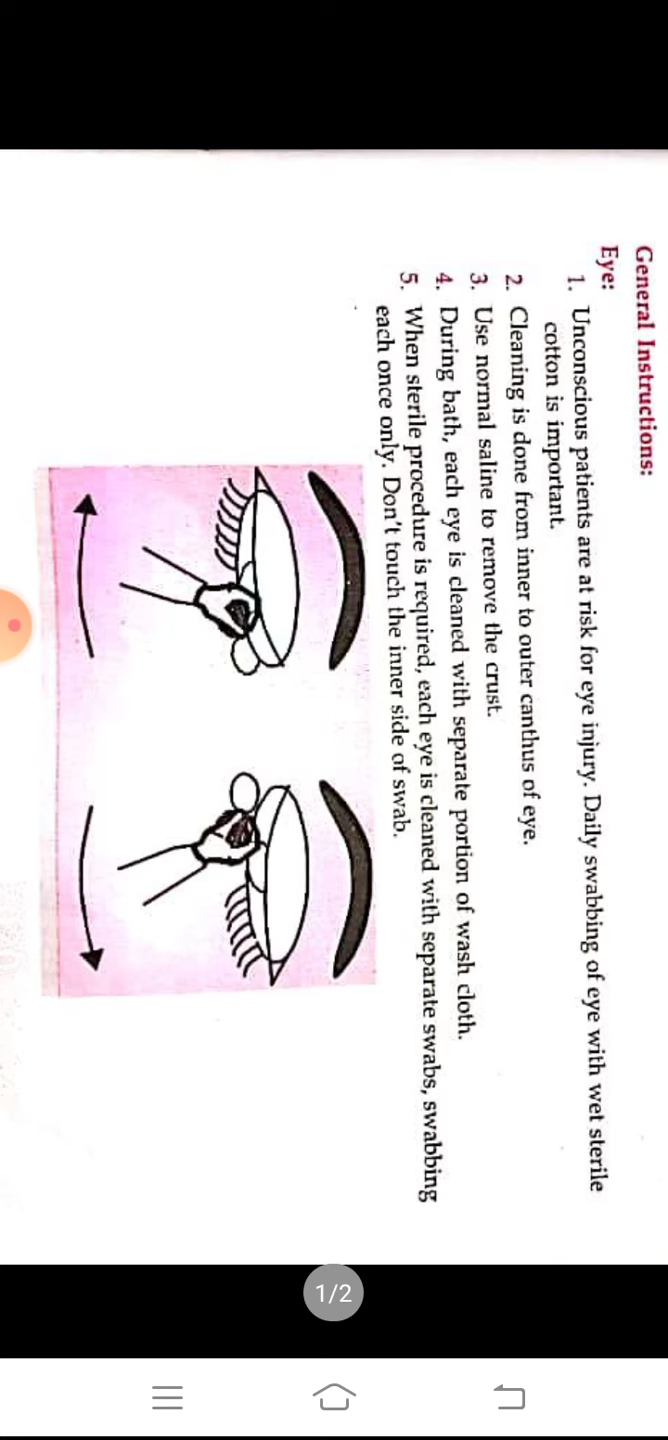 General Instructions:
Eye:
1. Unconscious patients are at risk for eye injury. Daily swabbing of eye with wet sterile
cotton is important.
2. Cleaning is done from inner to outer canthus of eye.
3. Use normal saline to remove the crust.
4. During bath, each eye is cleaned with separate portion of wash cloth.
5. When sterile procedure is required, each eye is cleaned with separate swabs, swabbing
each once only. Don't touch the inner side of swab.
1/2